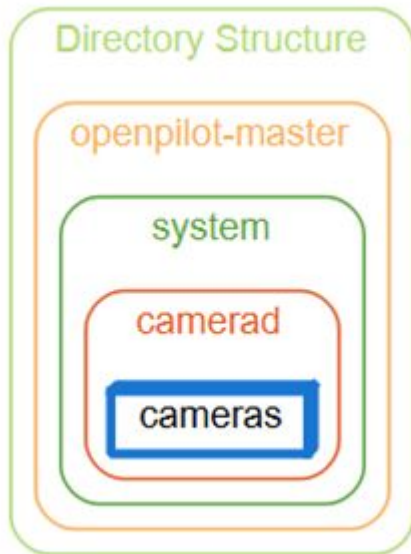 Directory Structure
openpilot-master
system
camerad
cameras